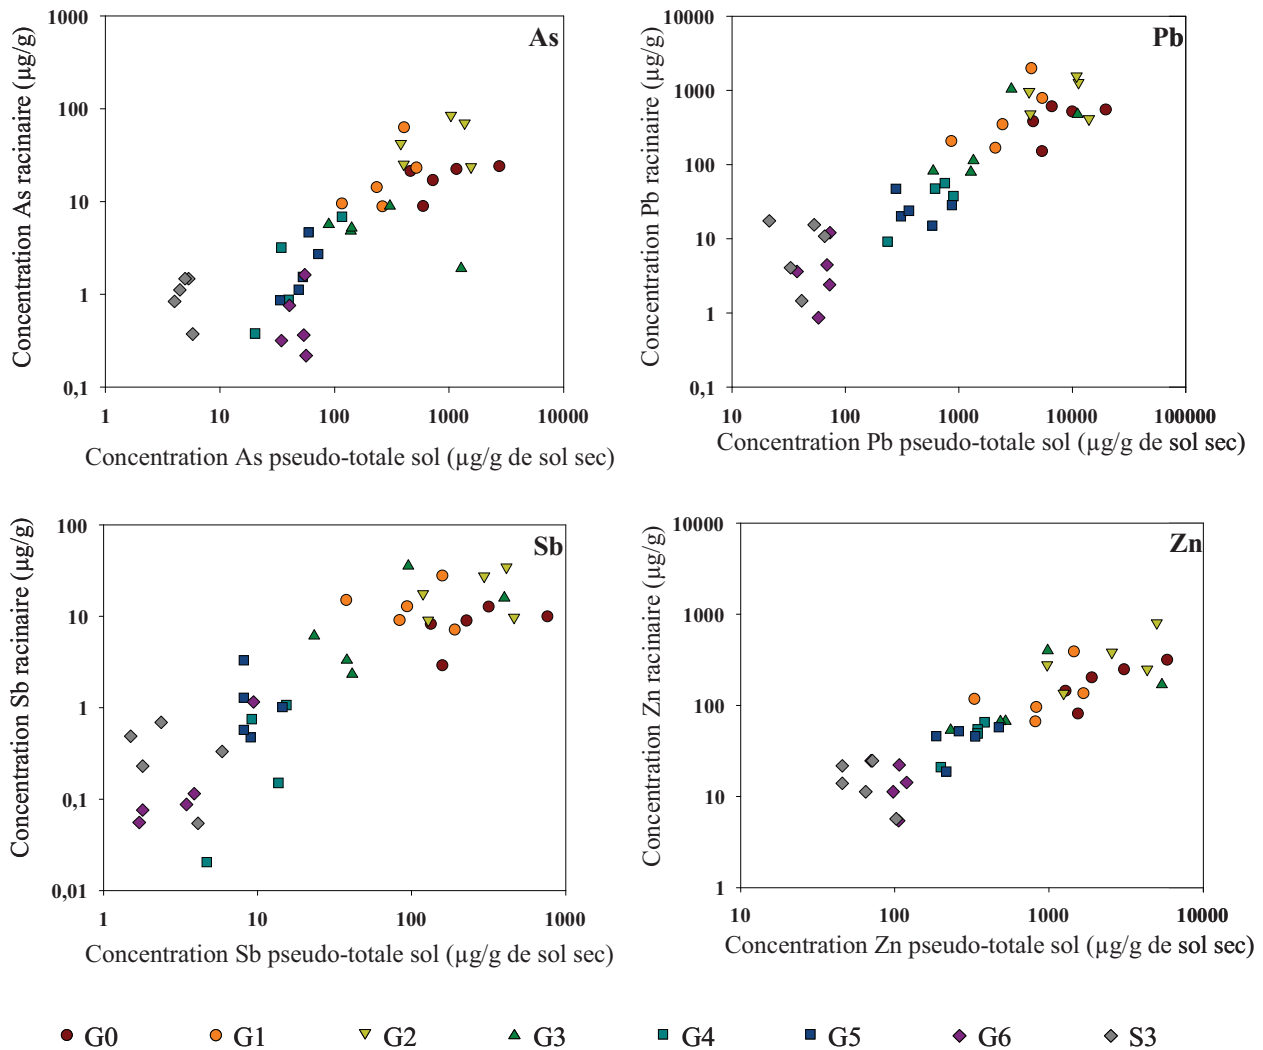 As
Concentration As racinaire (µg/g)
1000
100
10
1
0,1
1 10 100 1000 10000
Concentration As pseudo-totale sol (µg/g de sol sec)
Pb
Concentration Pb racinaire (µg/g)
10000
1000
100
10
1
0,1
10 100 1000 10000 100000
Concentration Pb pseudo-totale sol (µg/g de sol sec)
Sb
Concentration Sb racinaire (µg/g)
100
10
1
0,1
0,01
1 10 100 1000
Concentration Sb pseudo-totale sol (µg/g de sol sec)
Zn
Concentration Zn racinaire (µg/g)
10000
1000
100
10
1
10 100 1000 10000
Concentration Zn pseudo-totale sol (µg/g de sol sec)
G0 G1 G2 G3 G4 G5 G6 S3